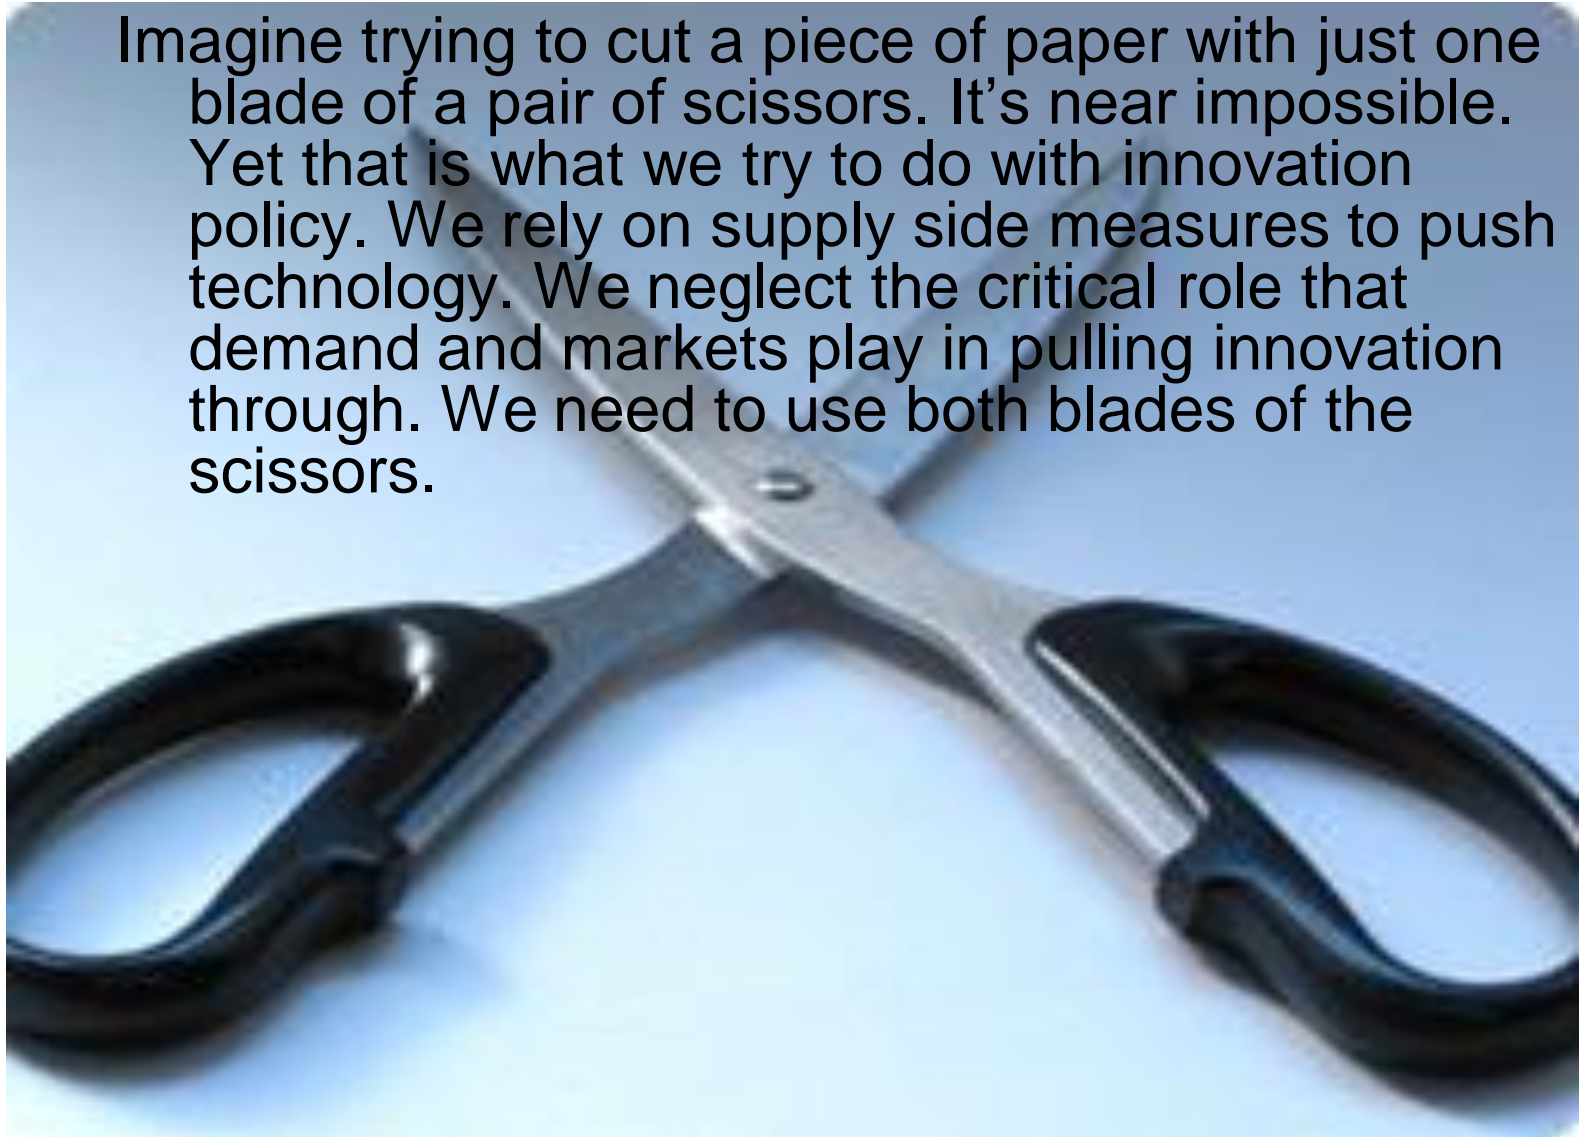 Imagine trying to cut a piece of paper with just one
blade of a pair of scissors. It’s near impossible.
Yet that is what we try to do with innovation
policy. We rely on supply side measures to push
technology. We neglect the critical role that
demand and markets play in pulling innovation
through. We need to use both blades of the
scissors.